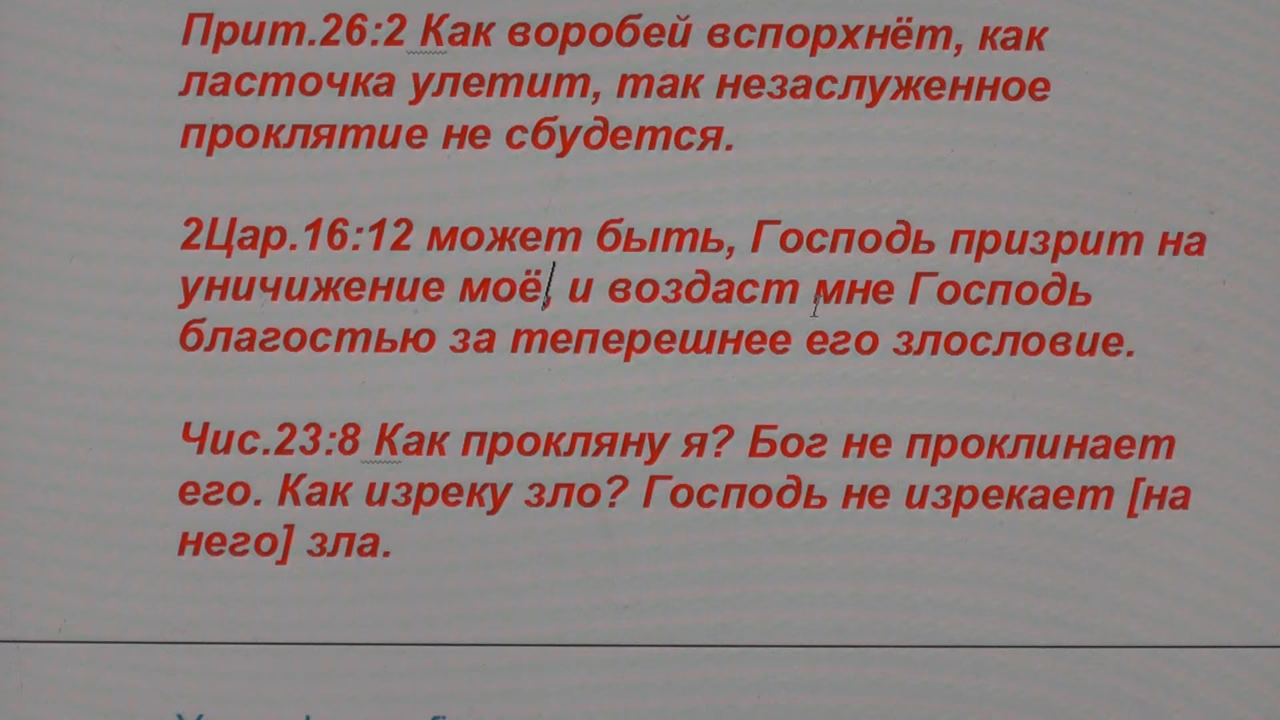 Прит.26:2 Как воробей вспорхнёт, как
ласточка улетит, так незаслуженное
проклятие не сбудется.
2Цар.16:12 может быть, Господь призрит на
уничижение моё, и воздаст мне Господь
благостью за теперешнее его злословие.
Чис.23:8 Как прокляну я? Бог не проклинает
его. Как изреку зло? Господь не изрекает [на
него] зла.